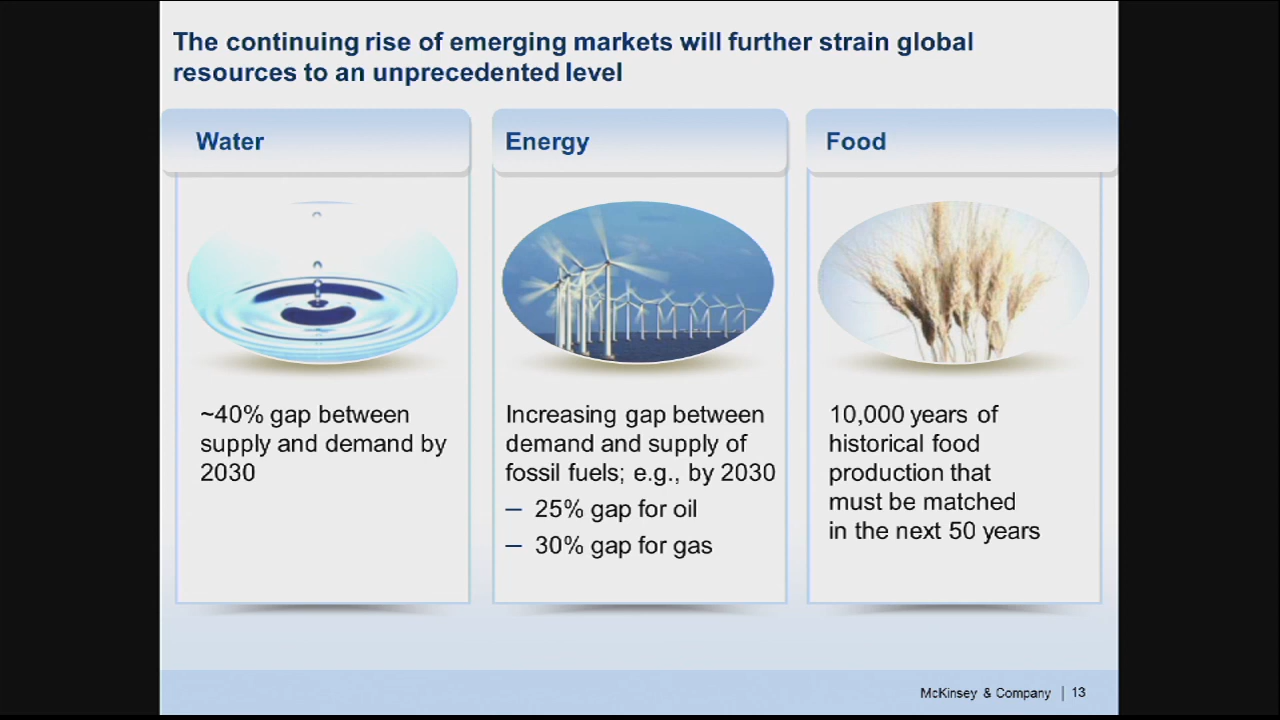 The continuing rise of emerging markets will further strain global
resources to an unprecedented level
Water
~40% gap between
supply and demand by
2030
Energy
Increasing gap between
demand and supply of
fossil fuels; e.g., by 2030
– 25% gap for oil
– 30% gap for gas
Food
10,000 years of
historical food
production that
must be matched
in the next 50 years
McKinsey & Company | 13